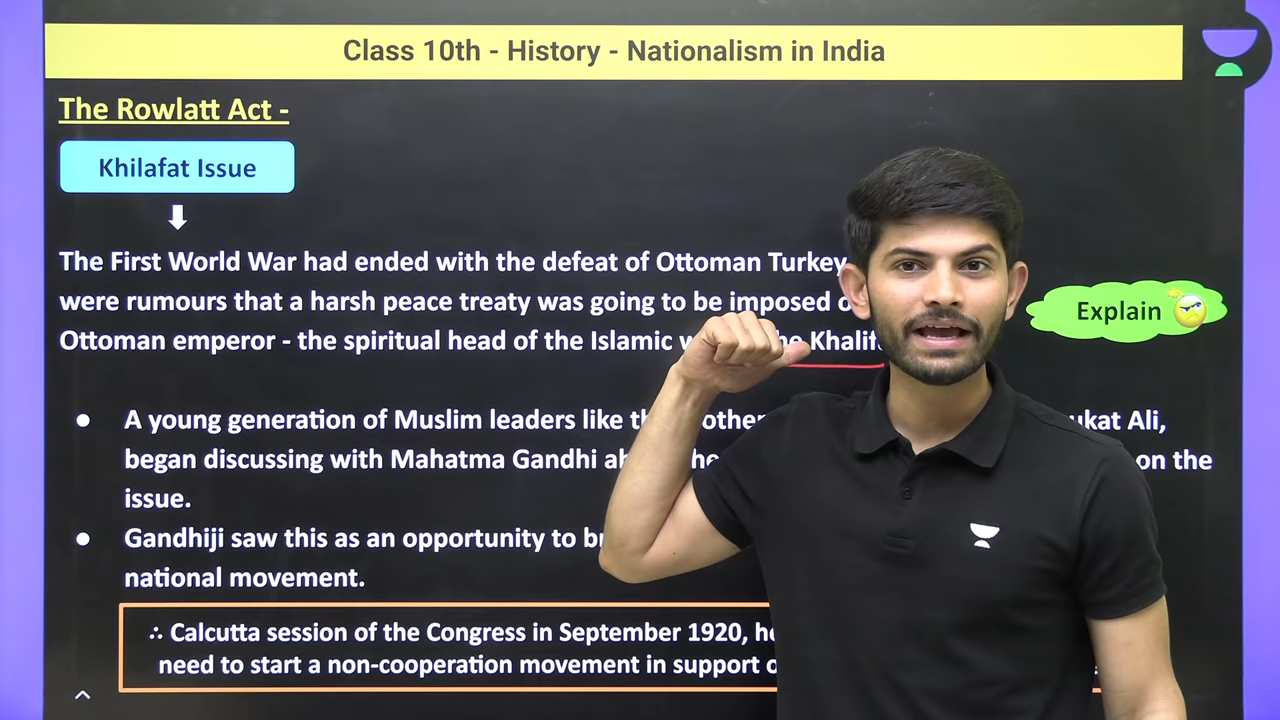 Class 10th - History - Nationalism in India
The Rowlatt Act -
Khilafat Issue
The First World War had ended with the defeat of Ottoman Turkey
were rumours that a harsh peace treaty was going to be imposed
Ottoman emperor - the spiritual head of the Islamic
Explain
● A young generation of Muslim leaders like Ali,
began discussing with Mahatma Gandhi on the
issue.
● Gandhiji saw this as an opportunity to
national movement.
∴ Calcutta session of the Congress in September 1920,
need to start a non-cooperation movement in support